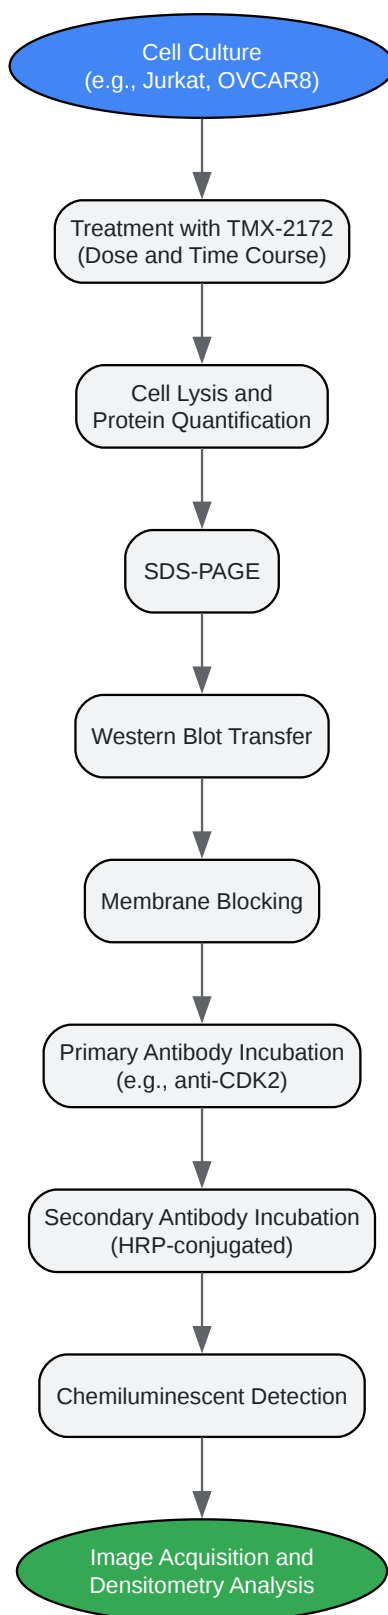 Cell Culture
(e.g., Jurkat, OVCAR8)
Treatment with TMX-2172
(Dose and Time Course)
Cell Lysis and
Protein Quantification
SDS-PAGE
Western Blot Transfer
Membrane Blocking
Primary Antibody Incubation
(e.g., anti-CDK2)
Secondary Antibody Incubation
(HRP-conjugated)
Chemiluminescent Detection
Image Acquisition and
Densitometry Analysis